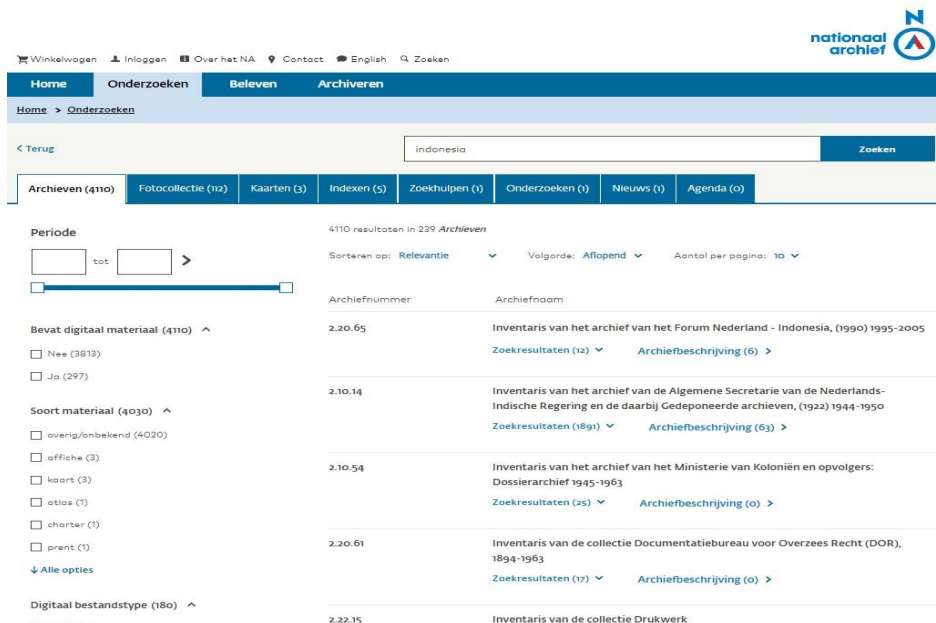 nationaal
archief
Winkelwagen Inloggen Over het NA Contact English Zoeken
Home Onderzoeken Beleven Archiveren
Home > Onderzoeken
< Terug
indonesia
Zoeken
Archieven (4110) Fotocollectie (112) Kaarten (3) Indexen (5) Zoekhulpen (1) Onderzoeken (1) Nieuws (1) Agenda (0)
Periode
tot
Bevat digitaal materiaal (4110)
Nee (3813)
Ja (297)
Soort materiaal (4030)
overig/onbekend (4020)
affiche (3)
kaart (3)
atlas (1)
charter (1)
prent (1)
Alle opties
Digitaal bestandstype (180)
4110 resultaten in 239 Archieven
Sorteren op: Relevantie Volgorde: Aflopend Aantal per pagina: 10
Archiefnummer Archiefnaam
2.20.65 Inventaris van het archief van het Forum Nederland - Indonesia, (1990) 1995-2005
Zoekresultaten (12) Archiefbeschrijving (6) >
2.10.14 Inventaris van het archief van de Algemene Secretarie van de Nederlands-
Indische Regering en de daarbij Gedeponeerde archieven, (1922) 1944-1950
Zoekresultaten (1891) Archiefbeschrijving (63) >
2.10.54 Inventaris van het archief van het Ministerie van Koloniën en opvolgers:
Dossierarchief 1945-1963
Zoekresultaten (25) Archiefbeschrijving (0) >
2.20.61 Inventaris van de collectie Documentatiebureau voor Overzees Recht (DOR),
1894-1963
Zoekresultaten (17) Archiefbeschrijving (0) >
2.22.15 Inventaris van de collectie Drukwerk